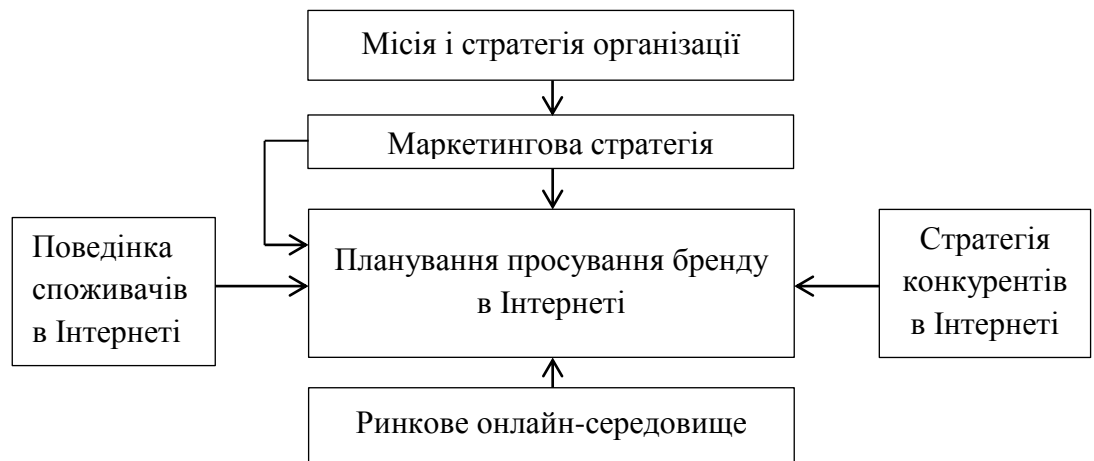 Місія і стратегія організації
Маркетингова стратегія
Поведінка
споживачів
в Інтернеті
Планування просування бренду
в Інтернеті
Стратегія
конкурентів
в Інтернеті
Ринкове онлайн-середовище